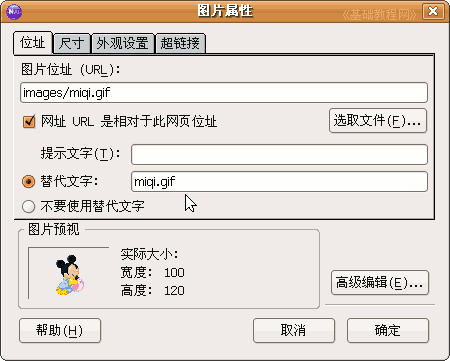 图片属性
《基础教程网》
位址 尺寸 外观设置 超链接
图片位址 (URL):
images/miqi.gif
网址 URL 是相对于此网页位址
选取文件(F)...
提示文字(T):
替代文字: miqi.gif
不要使用替代文字
图片预视
实际大小:
宽度: 100
高度: 120
高级编辑(E)...
帮助(H) 取消 确定